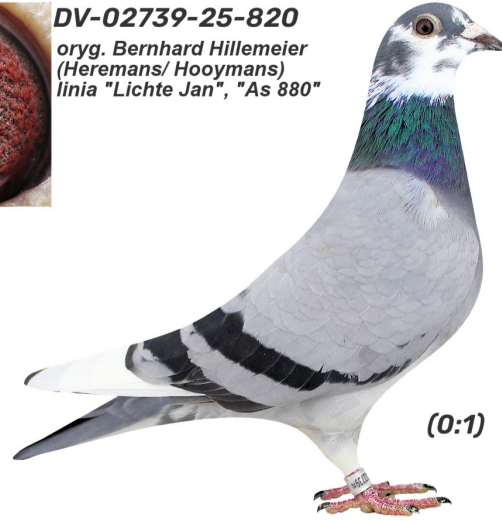 DV-02739-25-820
oryg. Bernhard Hillemeier
(Heremans/ Hooymans)
linia "Lichte Jan", "As 880"
(0:1)